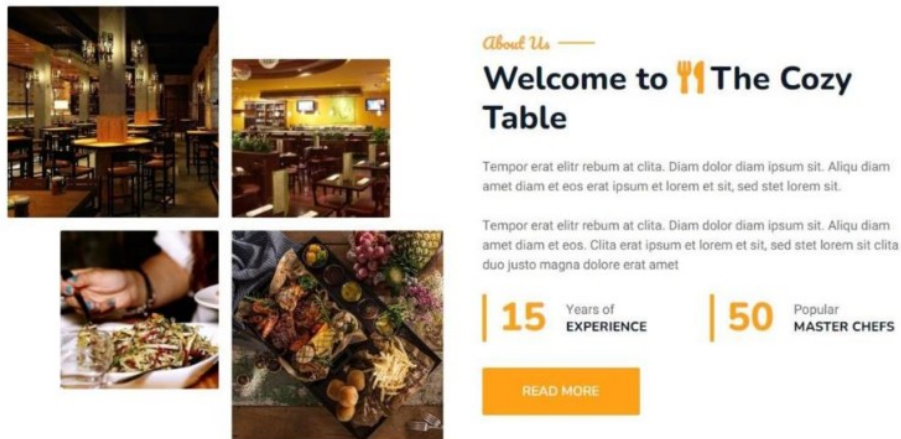 About Us
Welcome to The Cozy
Table
Tempor erat elitr rebum at clita. Diam dolor diam ipsum sit. Aliqu diam
amet diam et eos erat ipsum et lorem et sit, sed stet lorem sit.
Tempor erat elitr rebum at clita. Diam dolor diam ipsum sit. Aliqu diam
amet diam et eos. Clita erat ipsum et lorem et sit, sed stet lorem sit clita
duo justo magna dolore erat amet
15 Years of
EXPERIENCE
50 Popular
MASTER CHEFS
READ MORE